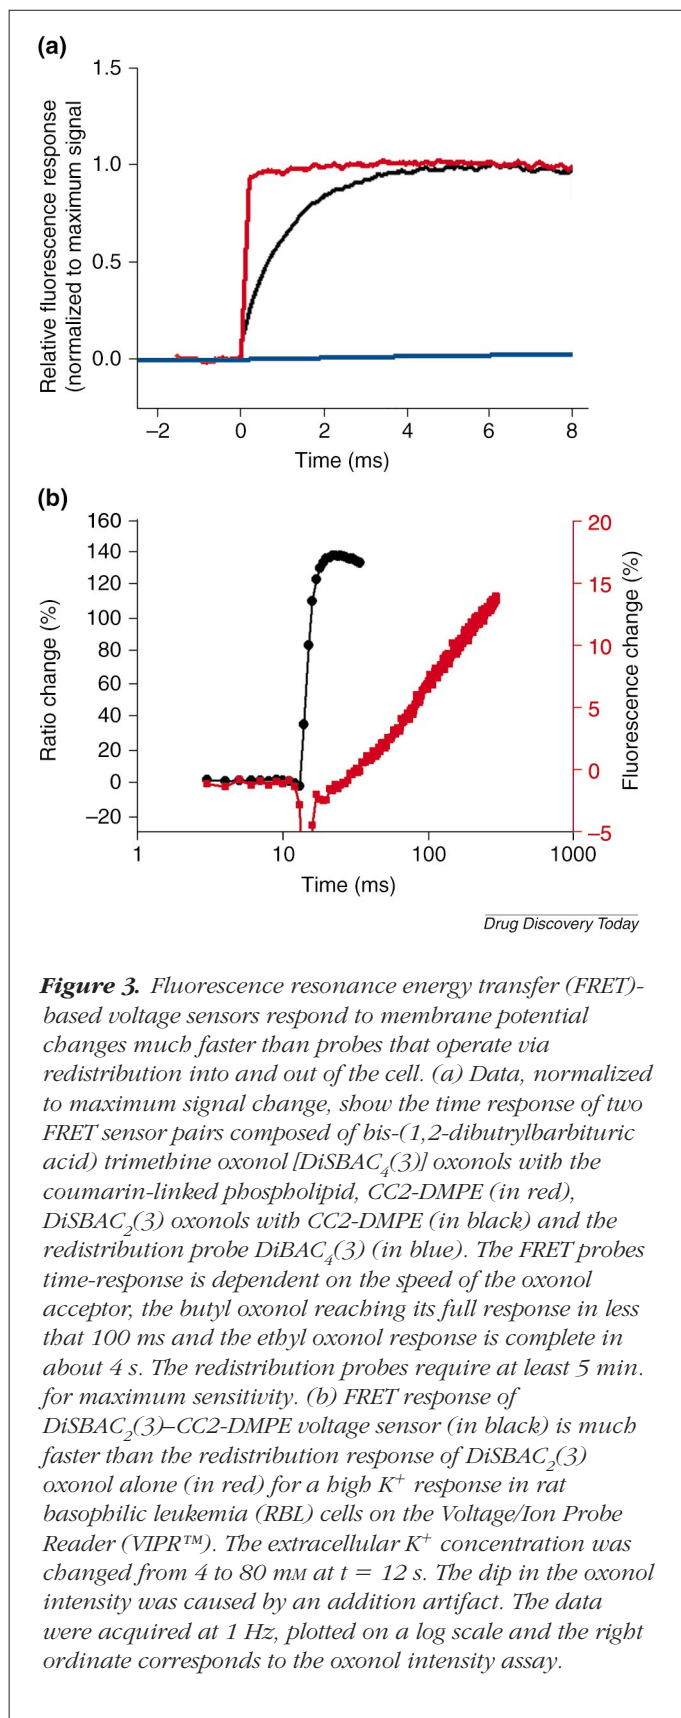 (a)
1.5
1.0
0.5
0.0
Relative fluorescence response
(normalized to maximum signal
−2
0
2
4
6
8
Time (ms)
(b)
160
140
120
100
80
60
40
20
0
−20
Ratio change (%)
20
15
10
5
0
−5
Fluorescence change (%)
1
10
100
1000
Time (ms)
Drug Discovery Today
Figure 3. Fluorescence resonance energy transfer (FRET)-
based voltage sensors respond to membrane potential
changes much faster than probes that operate via
redistribution into and out of the cell. (a) Data, normalized
to maximum signal change, show the time response of two
FRET sensor pairs composed of bis-(1,2-dibutrylbarbituric
acid) trimethine oxonol [DiSBAC4(3)] oxonols with the
coumarin-linked phospholipid, CC2-DMPE (in red),
DiSBAC2(3) oxonols with CC2-DMPE (in black) and the
redistribution probe DiBAC4(3) (in blue). The FRET probes
time-response is dependent on the speed of the oxonol
acceptor, the butyl oxonol reaching its full response in less
that 100 ms and the ethyl oxonol response is complete in
about 4 s. The redistribution probes require at least 5 min.
for maximum sensitivity. (b) FRET response of
DiSBAC2(3)–CC2-DMPE voltage sensor (in black) is much
faster than the redistribution response of DiSBAC2(3)
oxonol alone (in red) for a high K+ response in rat
basophilic leukemia (RBL) cells on the Voltage/Ion Probe
Reader (VIPR™). The extracellular K+ concentration was
changed from 4 to 80 mM at t = 12 s. The dip in the oxonol
intensity was caused by an addition artifact. The data
were acquired at 1 Hz, plotted on a log scale and the right
ordinate corresponds to the oxonol intensity assay.